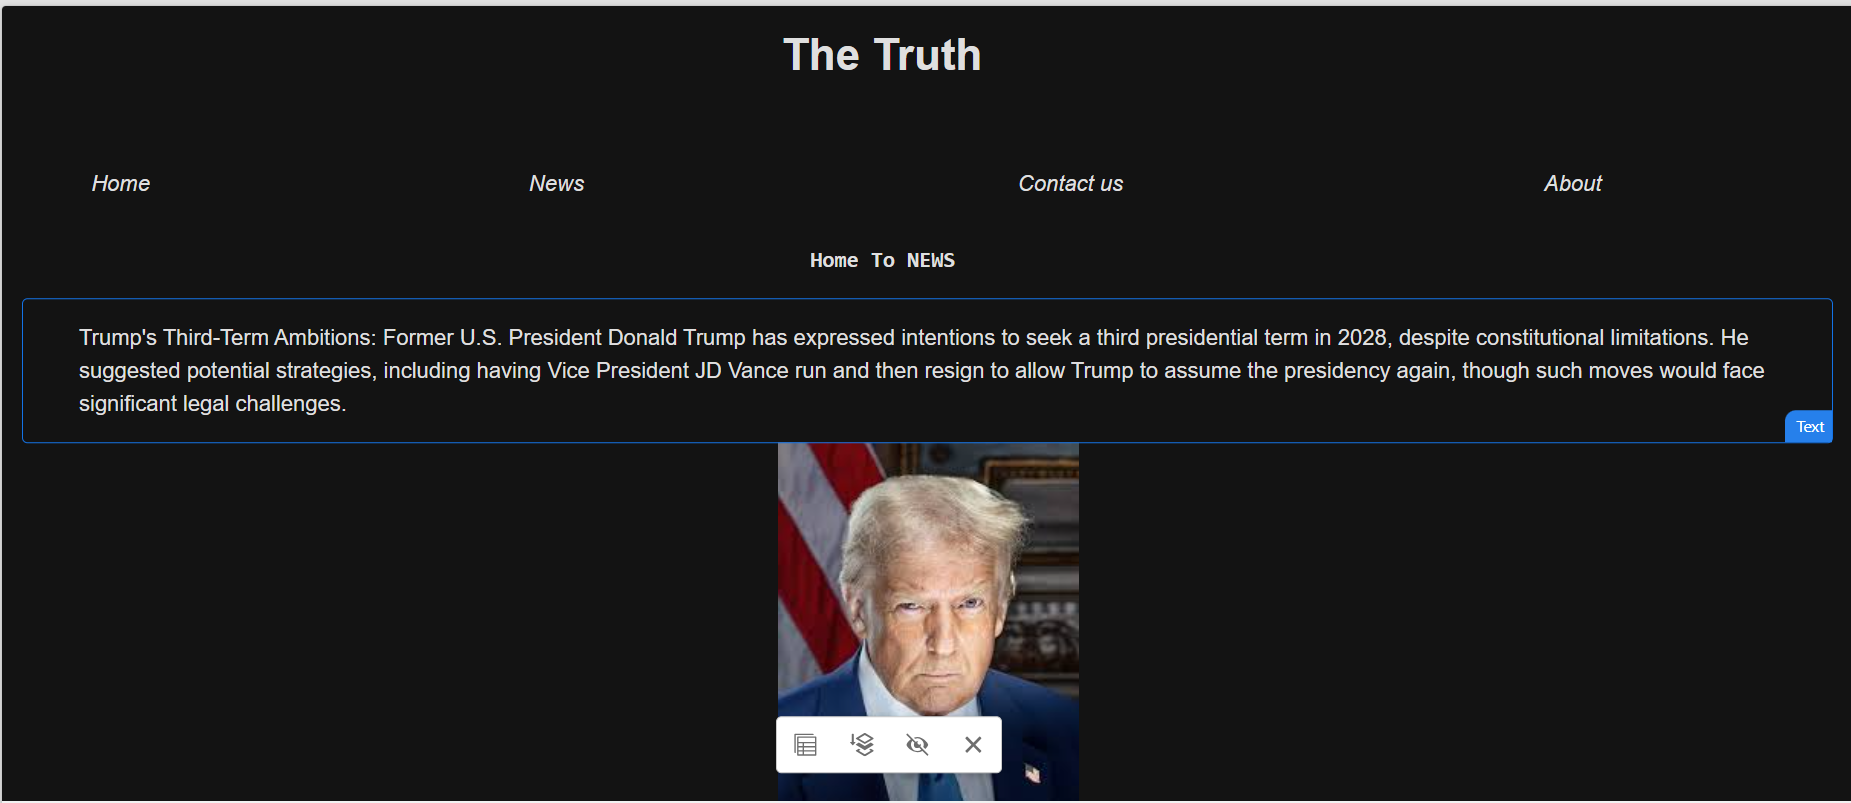 The Truth
Home
News
Contact us
About
Home To NEWS
Trump's Third-Term Ambitions: Former U.S. President Donald Trump has expressed intentions to seek a third presidential term in 2028, despite constitutional limitations. He
suggested potential strategies, including having Vice President JD Vance run and then resign to allow Trump to assume the presidency again, though such moves would face
significant legal challenges.
Text